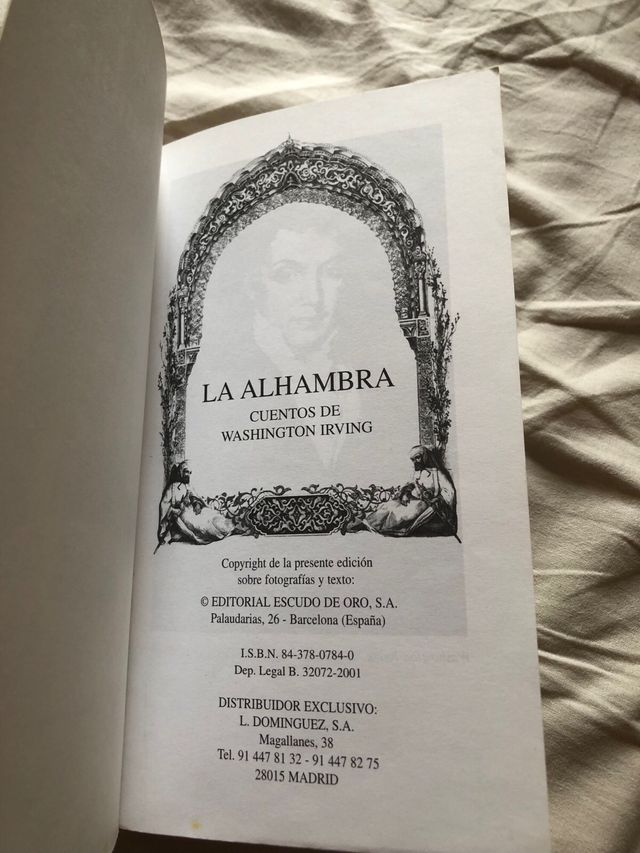 LA ALHAMBRA
CUENTOS DE
WASHINGTON IRVING
Copyright de la presente edición
sobre fotografías y texto:
© EDITORIAL ESCUDO DE ORO, S.A.
Palaudarias, 26 - Barcelona (España)
I.S.B.N. 84-378-0784-0
Dep. Legal B. 32072-2001
DISTRIBUIDOR EXCLUSIVO:
L. DOMINGUEZ, S.A.
Magallanes, 38
Tel. 91 447 81 32 - 91 447 82 75
28015 MADRID